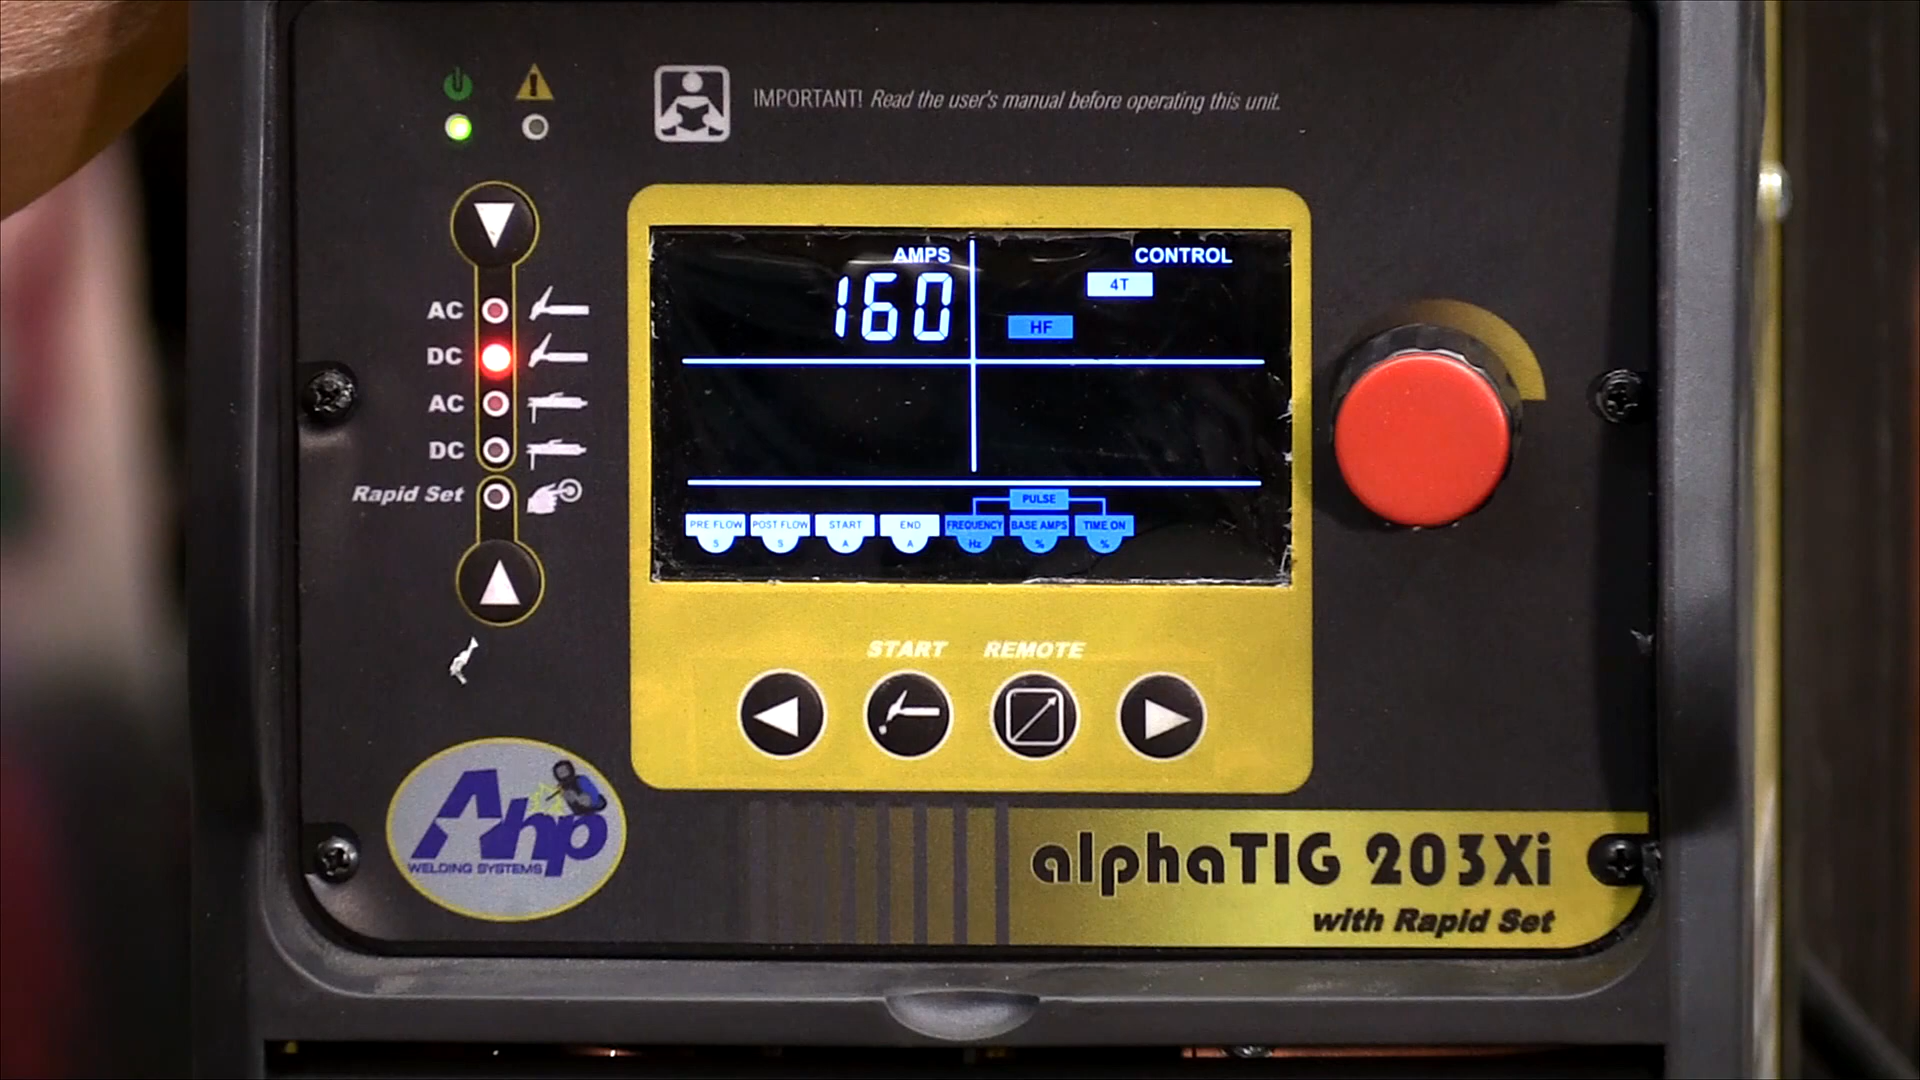 IMPORTANT! Read the user's manual before operating this unit.
AC
DC
AC
DC
Rapid Set
AMPS
160
CONTROL
4T
HF
PULSE
PRE FLOW
S
POST FLOW
S
START
A
END
A
FREQUENCY
Hz
BASE AMPS
%
TIME ON
%
START
REMOTE
Ahp
WELDING SYSTEMS
alphaTIG 203Xi
with Rapid Set